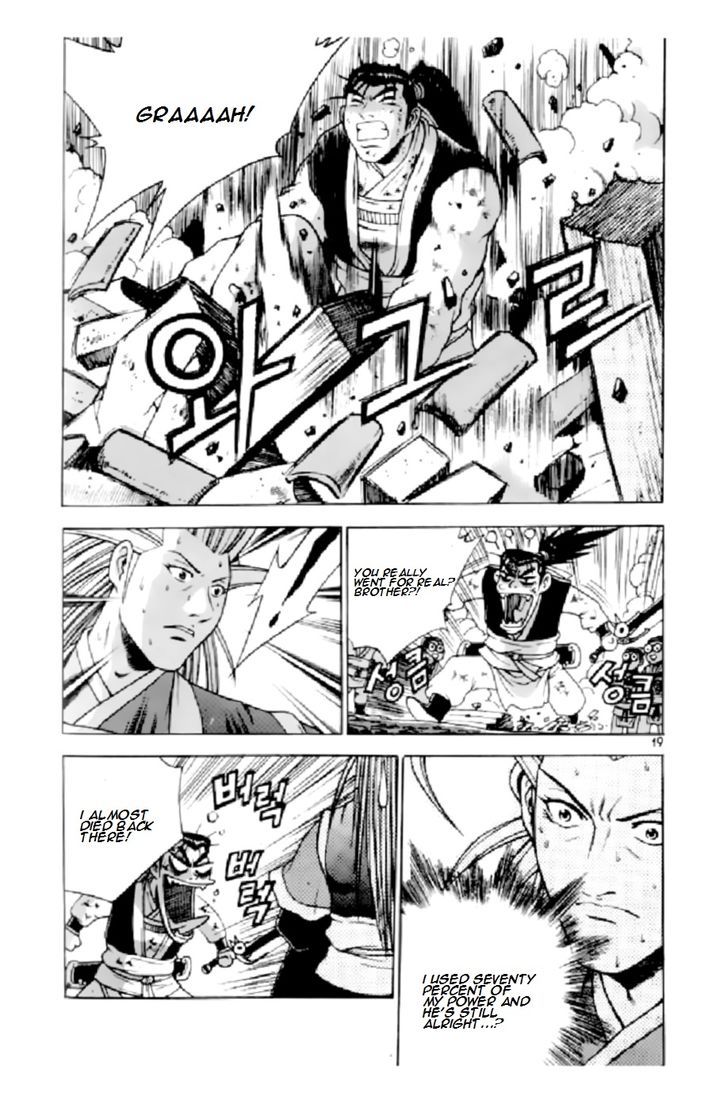 GRAAAAH!
와그르
YOU REALLY
WENT FOR REAL?
BROTHER?!
성큼
성큼
19
I ALMOST
DIED BACK
THERE!
버럭
버럭
I USED SEVENTY
PERCENT OF
MY POWER AND
HE'S STILL
ALRIGHT...?